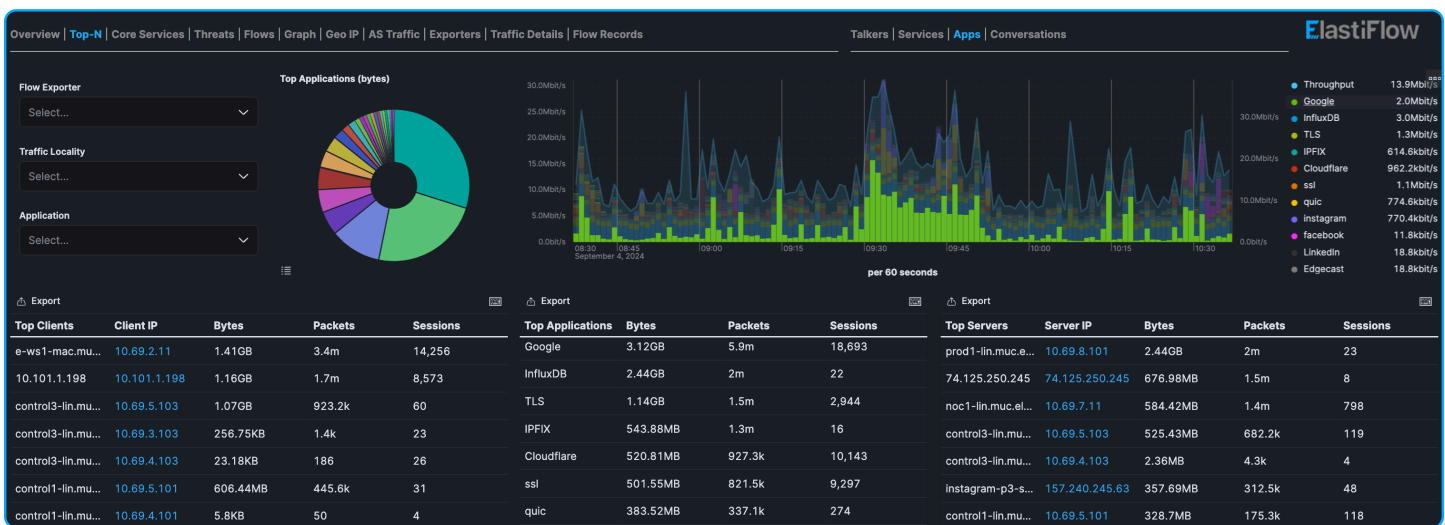 Overview | Top-N | Core Services | Threats | Flows | Graph | Geo IP | AS Traffic | Exporters | Traffic Details | Flow Records
Talkers | Services | Apps | Conversations
ElastiFlow
Flow Exporter
Select...
Traffic Locality
Select...
Application
Select...
Top Applications (bytes)
30.0Mbit/s
25.0Mbit/s
20.0Mbit/s
15.0Mbit/s
10.0Mbit/s
5.0Mbit/s
0.0bit/s
30.0Mbit/s
20.0Mbit/s
10.0Mbit/s
0.0bit/s
08:30 08:45 09:00 09:15 09:30 09:45 10:00 10:15 10:30
September 4, 2024
per 60 seconds
Throughput 13.9Mbit/s
Google 2.0Mbit/s
InfluxDB 3.0Mbit/s
TLS 1.3Mbit/s
IPFIX 614.6kbit/s
Cloudflare 962.2kbit/s
ssl 1.1Mbit/s
quic 774.6kbit/s
instagram 770.4kbit/s
facebook 11.8kbit/s
LinkedIn 18.8kbit/s
Edgecast 18.8kbit/s
Export
Top Clients Client IP Bytes Packets Sessions
e-ws1-mac.mu... 10.69.2.11 1.41GB 3.4m 14,256
10.101.1.198 10.101.1.198 1.16GB 1.7m 8,573
control3-lin.mu... 10.69.5.103 1.07GB 923.2k 60
control3-lin.mu... 10.69.3.103 256.75KB 1.4k 23
control3-lin.mu... 10.69.4.103 23.18KB 186 26
control1-lin.mu... 10.69.5.101 606.44MB 445.6k 31
control1-lin.mu... 10.69.4.101 5.8KB 50 4
Export
Top Applications Bytes Packets Sessions
Google 3.12GB 5.9m 18,693
InfluxDB 2.44GB 2m 22
TLS 1.14GB 1.5m 2,944
IPFIX 543.88MB 1.3m 16
Cloudflare 520.81MB 927.3k 10,143
ssl 501.55MB 821.5k 9,297
quic 383.52MB 337.1k 274
Export
Top Servers Server IP Bytes Packets Sessions
prod1-lin.muc.e... 10.69.8.101 2.44GB 2m 23
74.125.250.245 74.125.250.245 676.98MB 1.5m 8
noc1-lin.muc.el... 10.69.7.11 584.42MB 1.4m 798
control3-lin.mu... 10.69.5.103 525.43MB 682.2k 119
control3-lin.mu... 10.69.4.103 2.36MB 4.3k 4
instagram-p3-s... 157.240.245.63 357.69MB 312.5k 48
control1-lin.mu... 10.69.5.101 328.7MB 175.3k 118